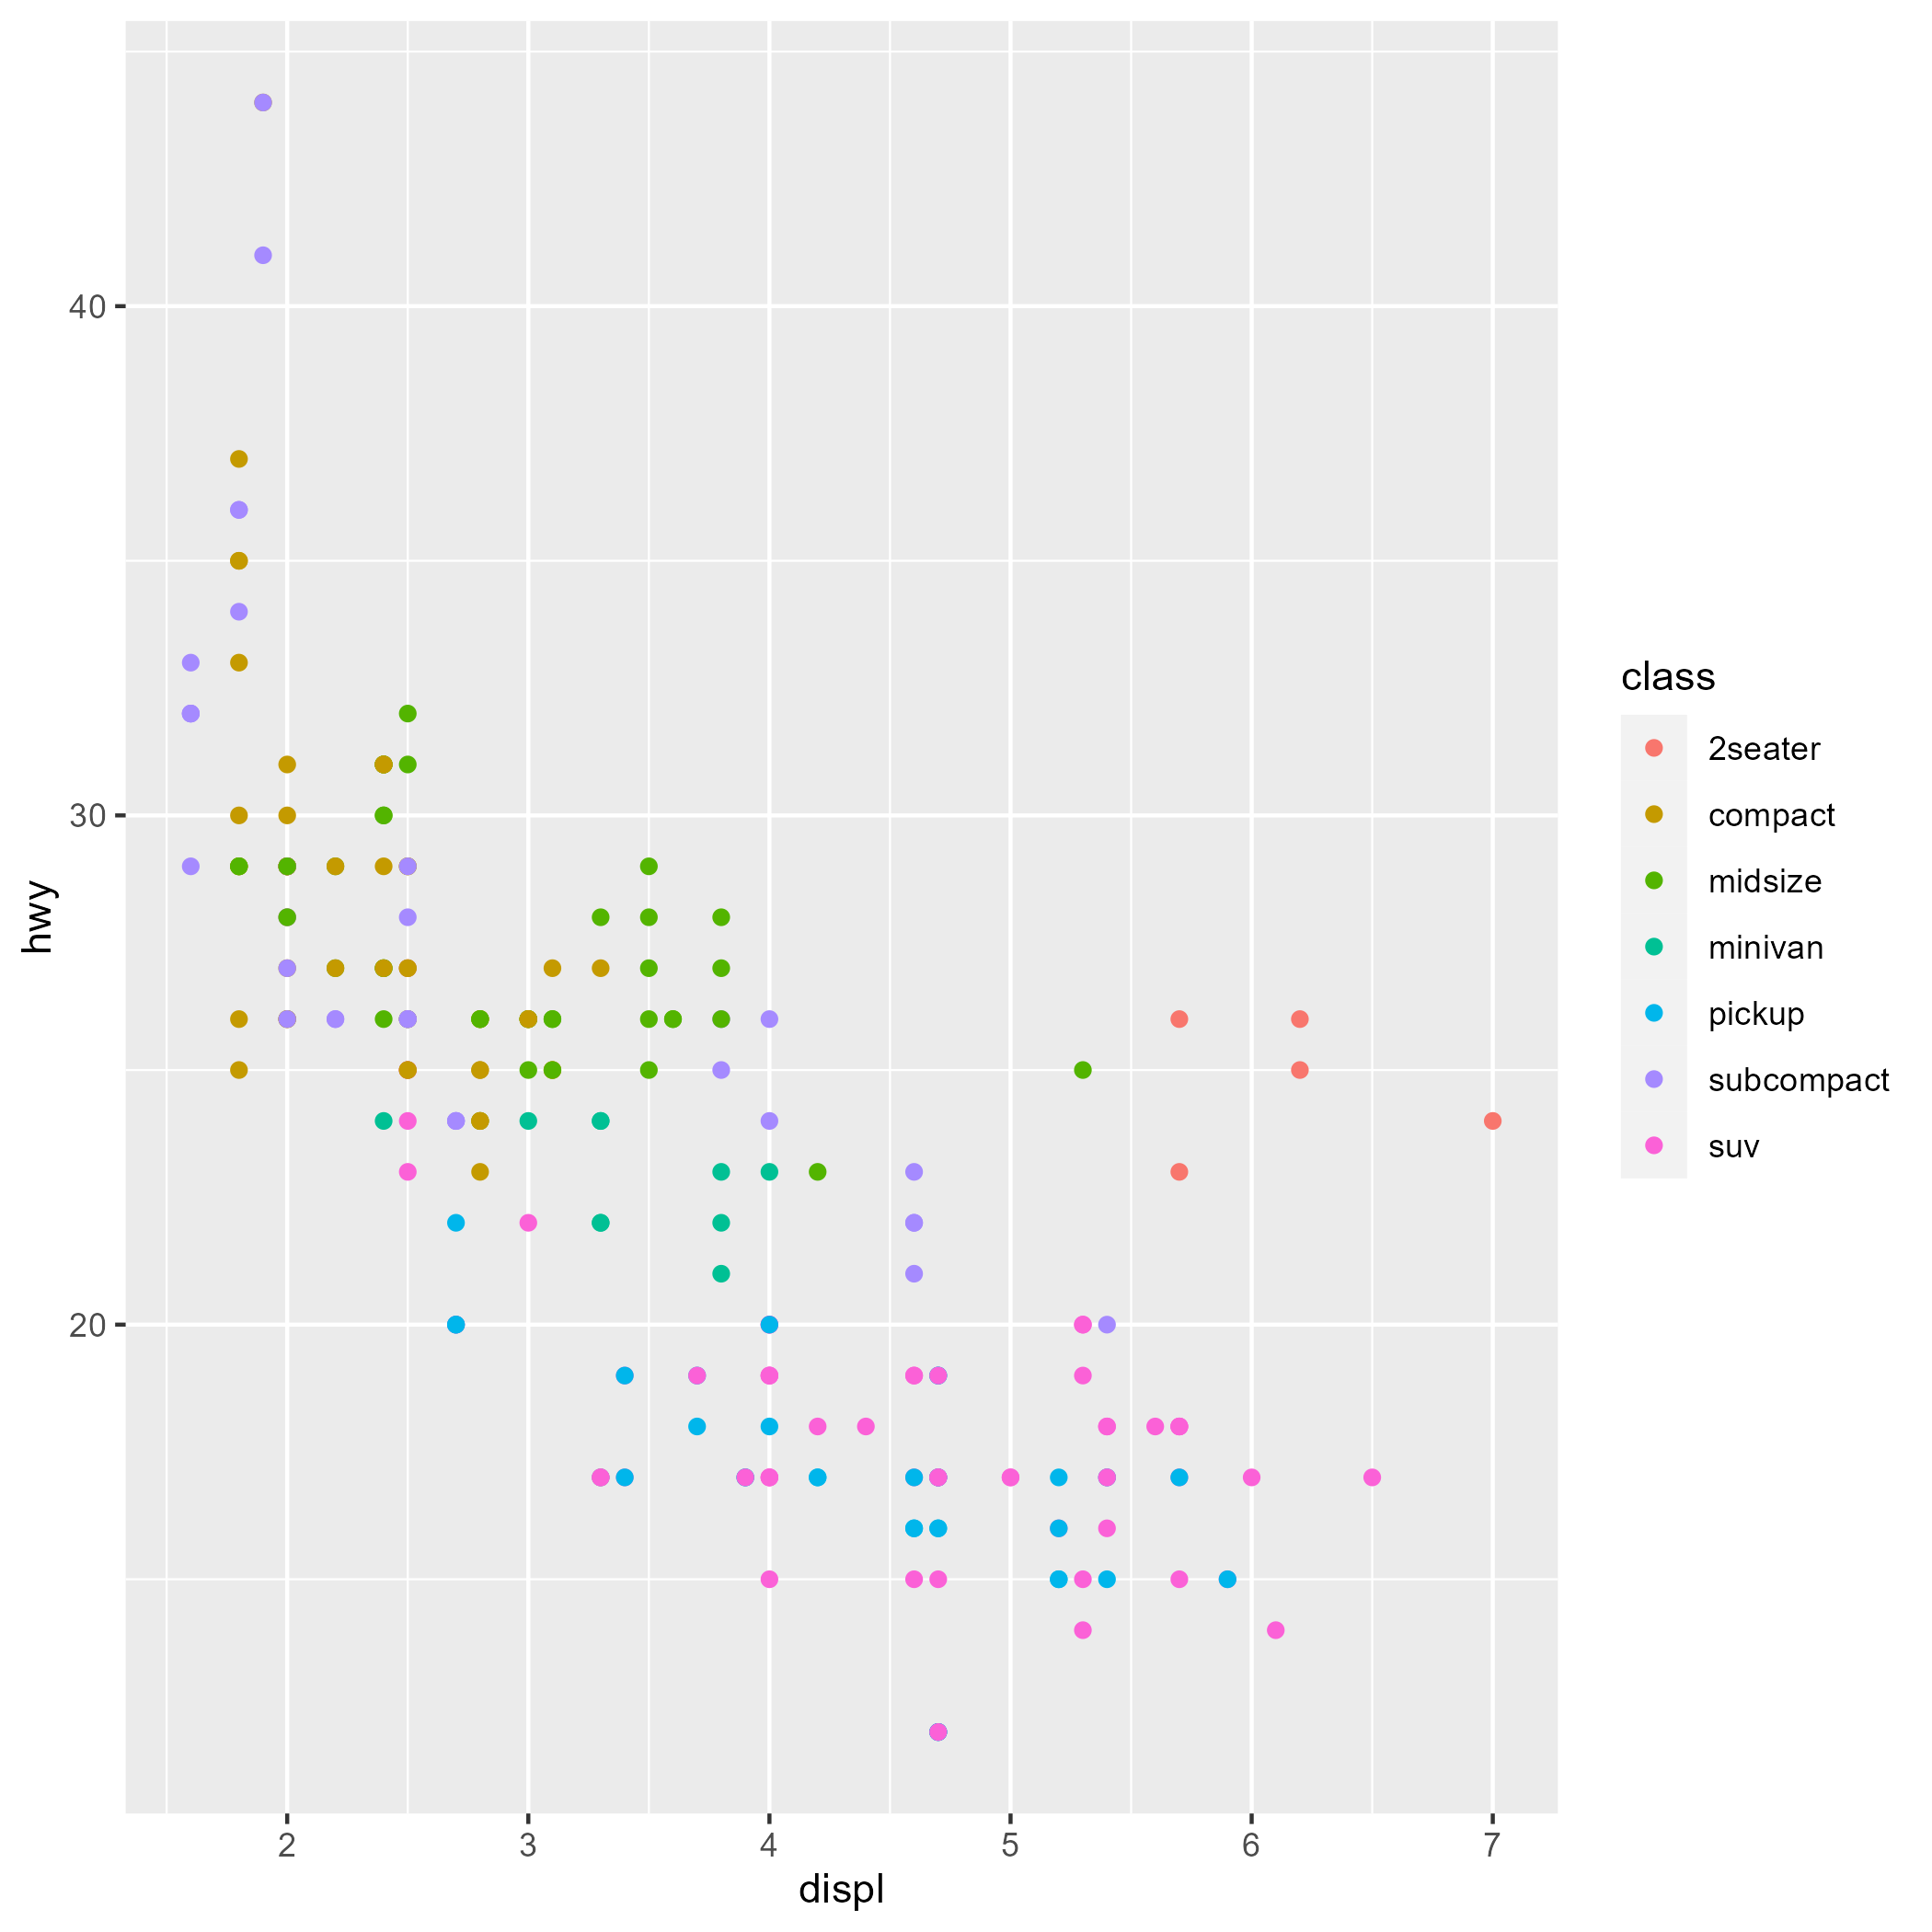 hwy
40
30
20
2
3
4
5
6
7
displ
class
2seater
compact
midsize
minivan
pickup
subcompact
suv